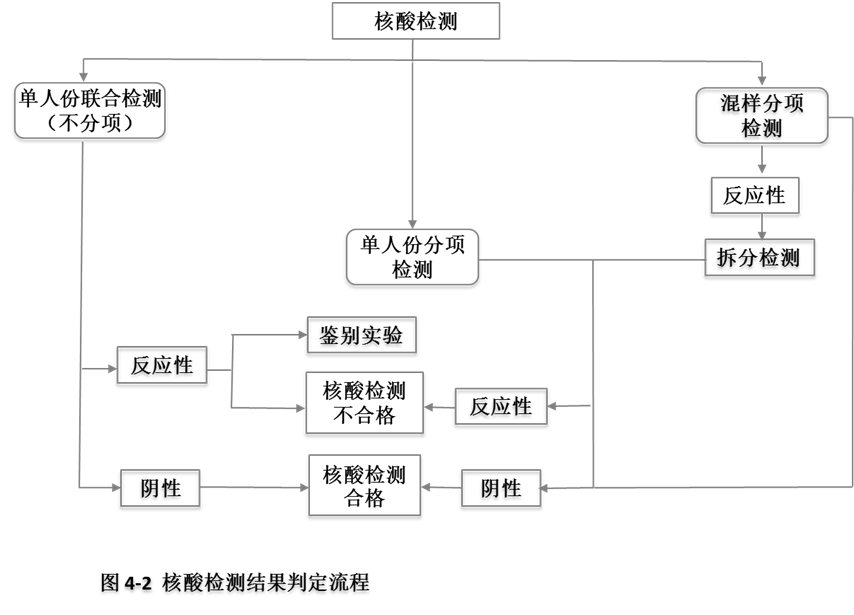 核酸检测
单人份联合检测
（不分项）
混样分项
检测
反应性
单人份分项
检测
拆分检测
鉴别实验
反应性
核酸检测
不合格
反应性
核酸检测
合格
阴性
阴性
图 4-2 核酸检测结果判定流程